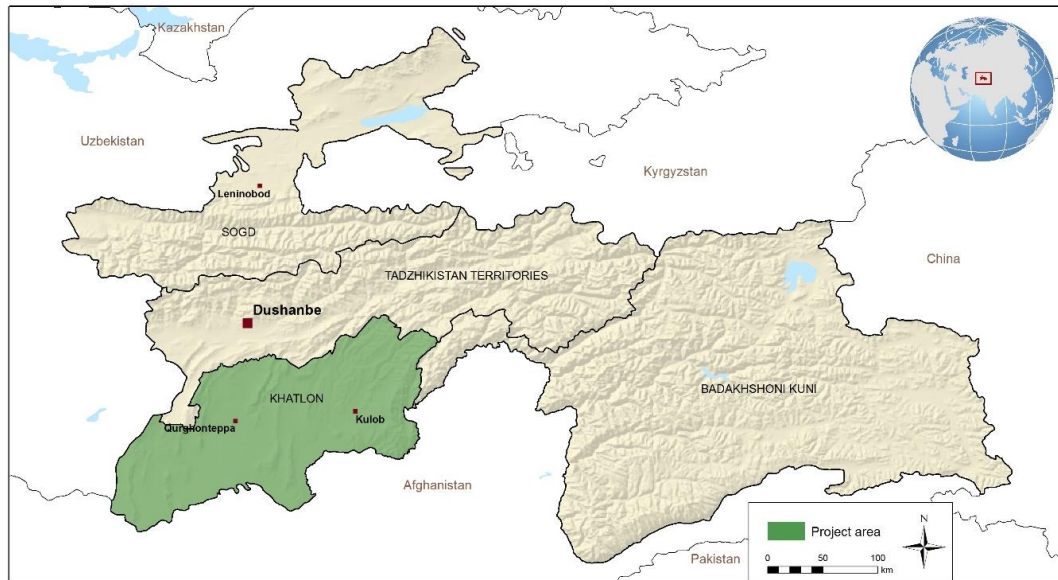 Kazakhstan
Uzbekistan
Kyrgyzstan
Leninobod
SOGD
China
TADZHIKISTAN TERRITORIES
Dushanbe
BADAKHSHONI KUNI
KHATLON
Kulob
Qurghonteppa
Afghanistan
Pakistan
Project area
N
0 50 100
km